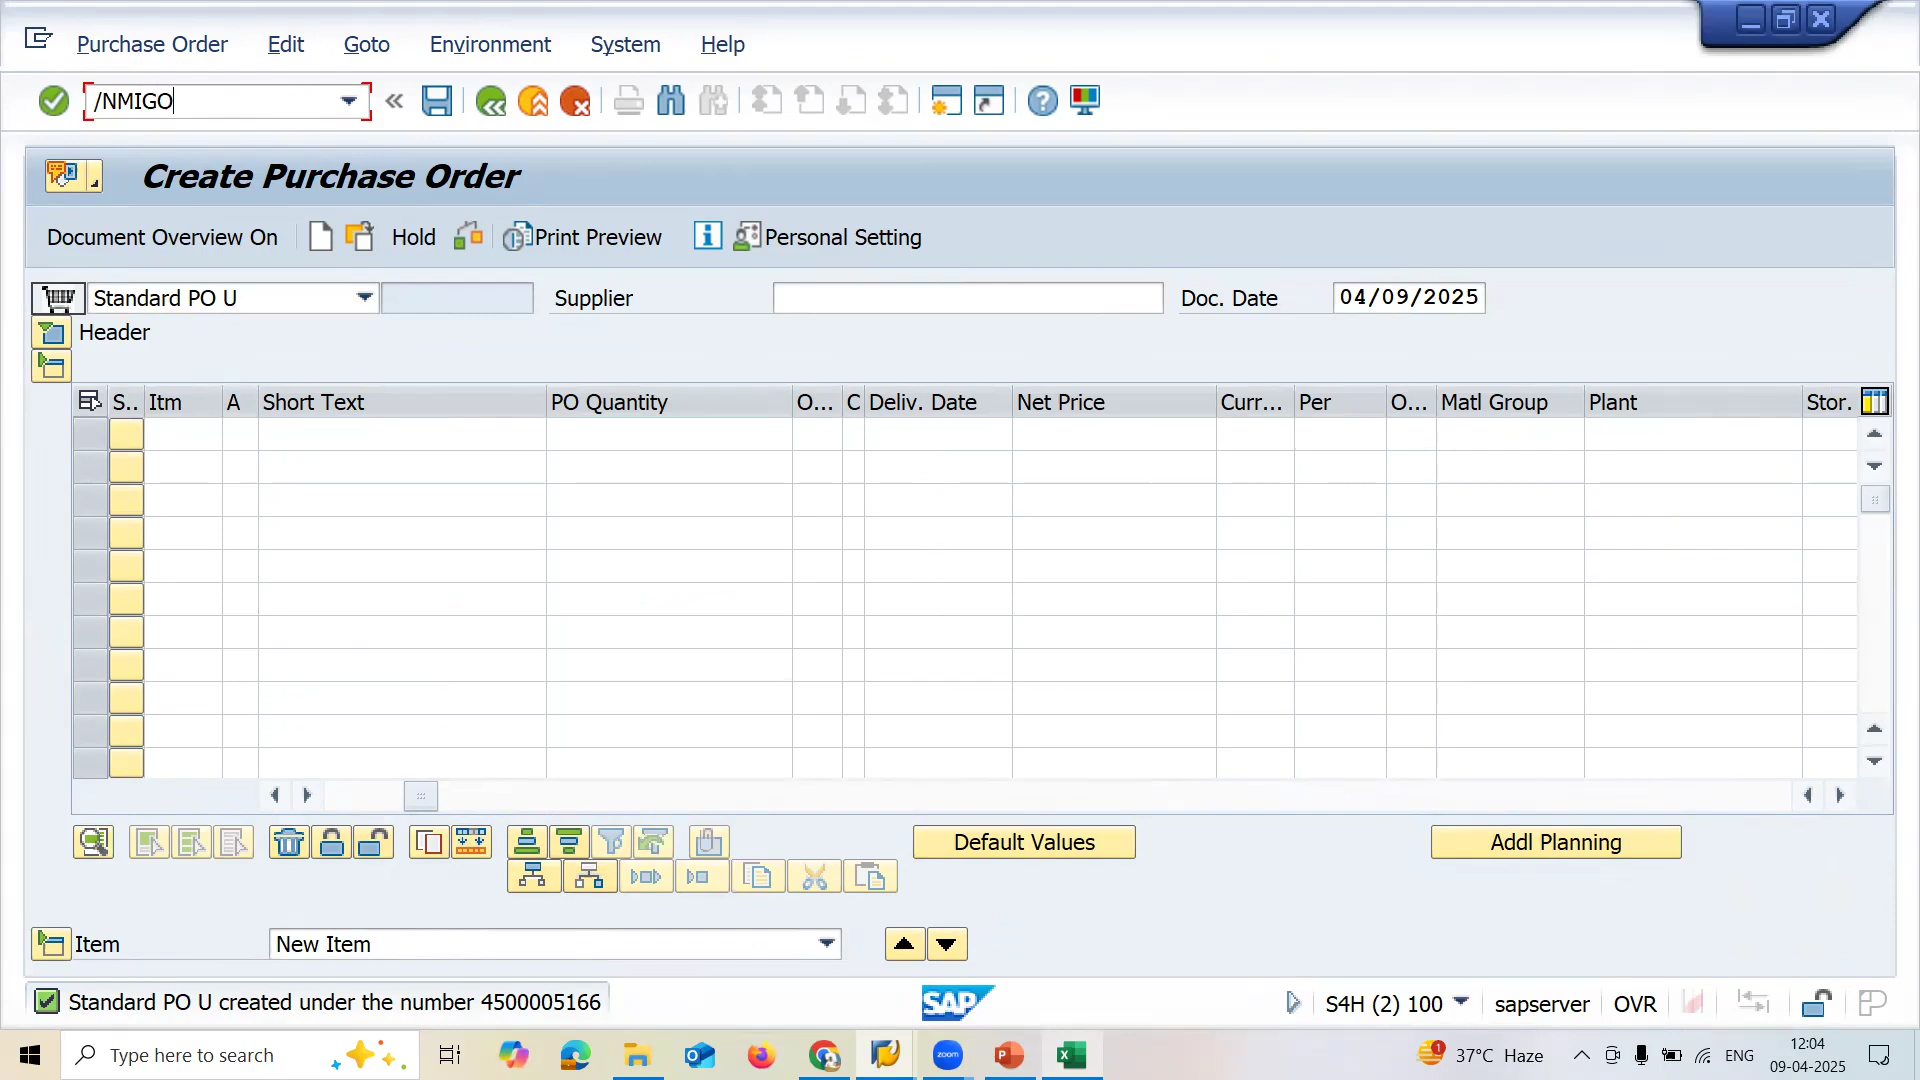 Purchase Order Edit Goto Environment System Help
/NMIGO
Create Purchase Order
Document Overview On Hold Print Preview Personal Setting
Standard PO U Supplier Doc. Date 04/09/2025
Header
S.. Itm A Short Text PO Quantity O... C Deliv. Date Net Price Curr... Per O... Matl Group Plant Stor.
Default Values Addl Planning
Item New Item
Standard PO U created under the number 4500005166 SAP S4H (2) 100 sapserver OVR
Type here to search zoom 1 37°C Haze ENG 12:04
09-04-2025